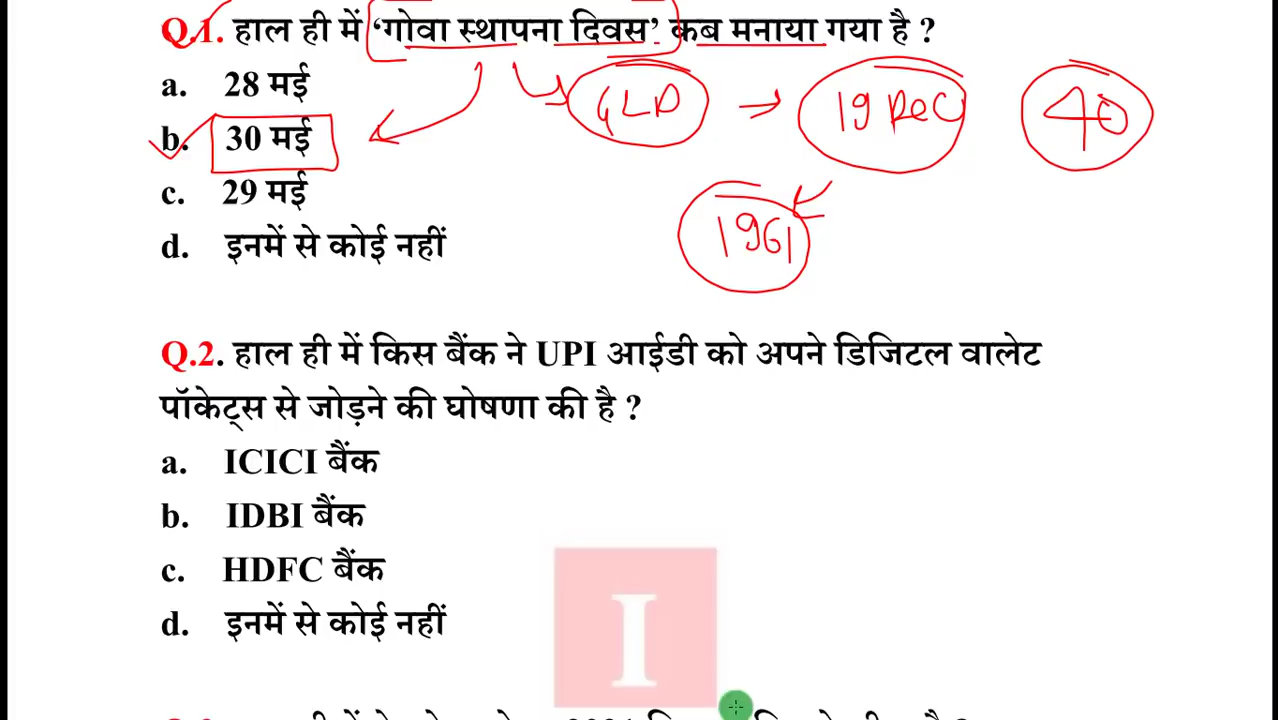 Q.1. हाल ही में ‘गोवा स्थापना दिवस’ कब मनाया गया है ?
a. 28 मई
b. 30 मई
c. 29 मई
d. इनमें से कोई नहीं
GLD → 19 Dec 40
1961
Q.2. हाल ही में किस बैंक ने UPI आईडी को अपने डिजिटल वालेट
पॉकेट्स से जोड़ने की घोषणा की है ?
a. ICICI बैंक
b. IDBI बैंक
c. HDFC बैंक
d. इनमें से कोई नहीं
I